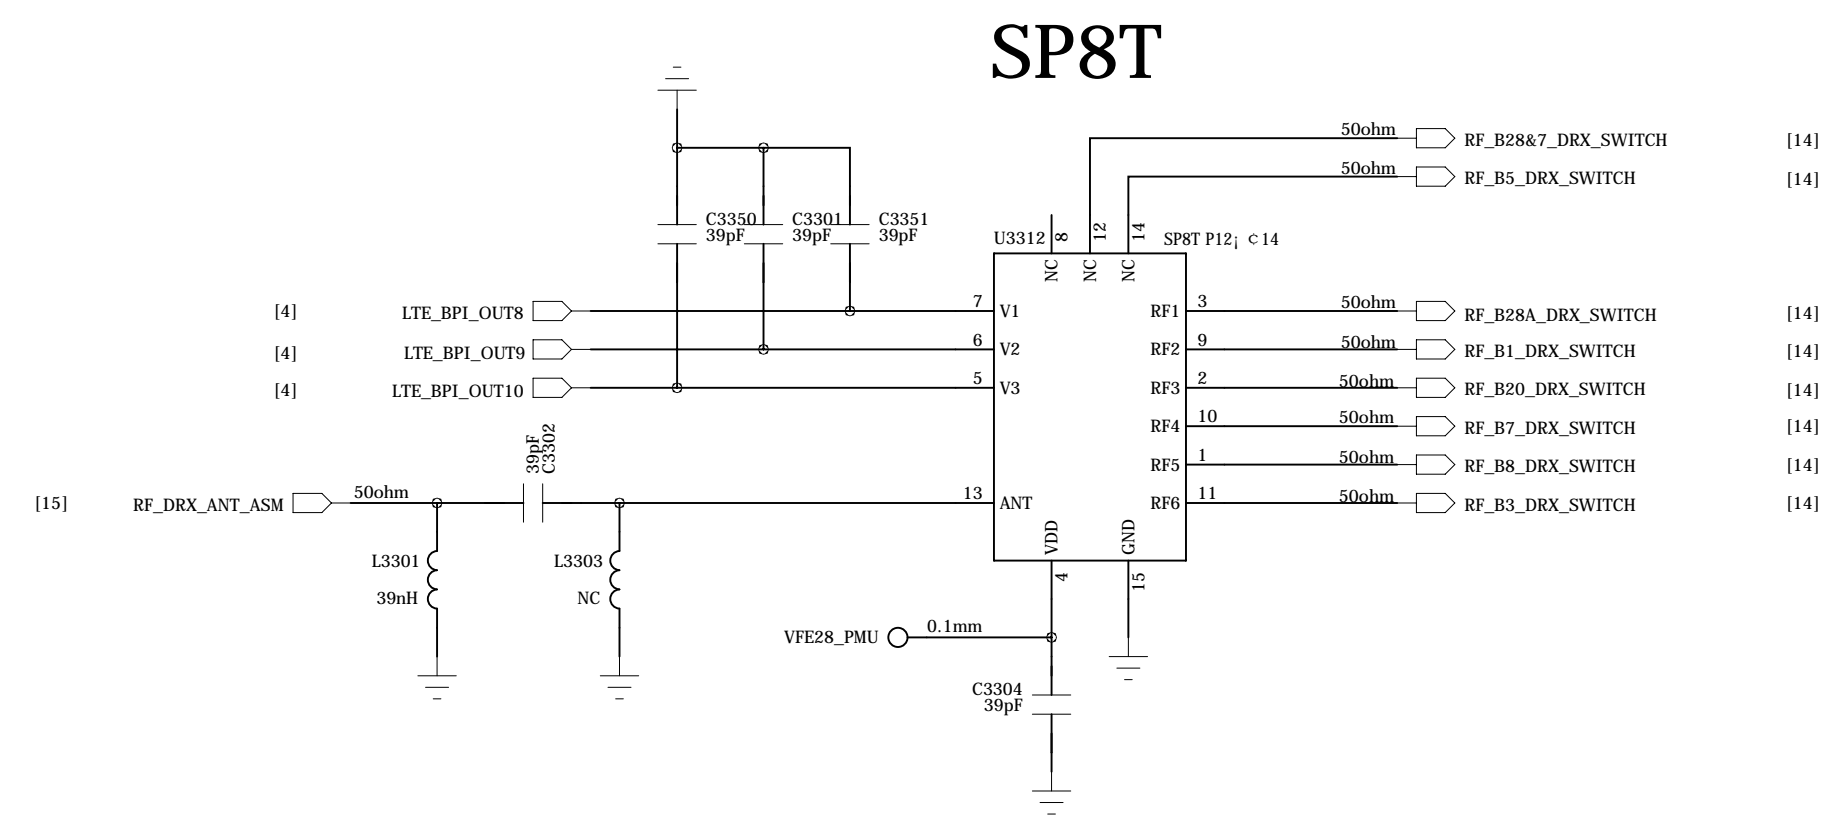 SP8T
50ohm RF_B28&7_DRX_SWITCH [14]
50ohm RF_B5_DRX_SWITCH [14]
C3350 C3301 C3351
39pF 39pF 39pF
U3312 8 12 14 SP8T P12¡ ¢14
NC NC NC
[4] LTE_BPI_OUT8 7 V1 RF1 3 50ohm RF_B28A_DRX_SWITCH [14]
[4] LTE_BPI_OUT9 6 V2 RF2 9 50ohm RF_B1_DRX_SWITCH [14]
[4] LTE_BPI_OUT10 5 V3 RF3 2 50ohm RF_B20_DRX_SWITCH [14]
RF4 10 50ohm RF_B7_DRX_SWITCH [14]
39pF
C3302
RF5 1 50ohm RF_B8_DRX_SWITCH [14]
[15] RF_DRX_ANT_ASM 50ohm 13 ANT RF6 11 50ohm RF_B3_DRX_SWITCH [14]
VDD GND
L3301 L3303 4 15
39nH NC
VFE28_PMU 0.1mm
C3304
39pF